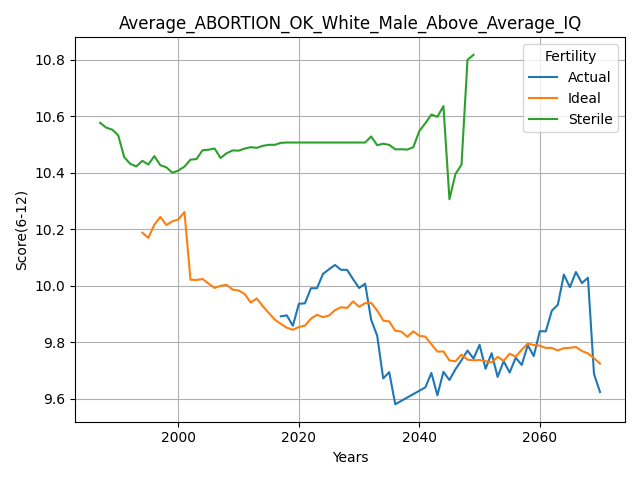 Average_ABORTION_OK_White_Male_Above_Average_IQ
Score(6-12)
10.8
10.6
10.4
10.2
10.0
9.8
9.6
Fertility
Actual
Ideal
Sterile
2000
2020
2040
2060
Years